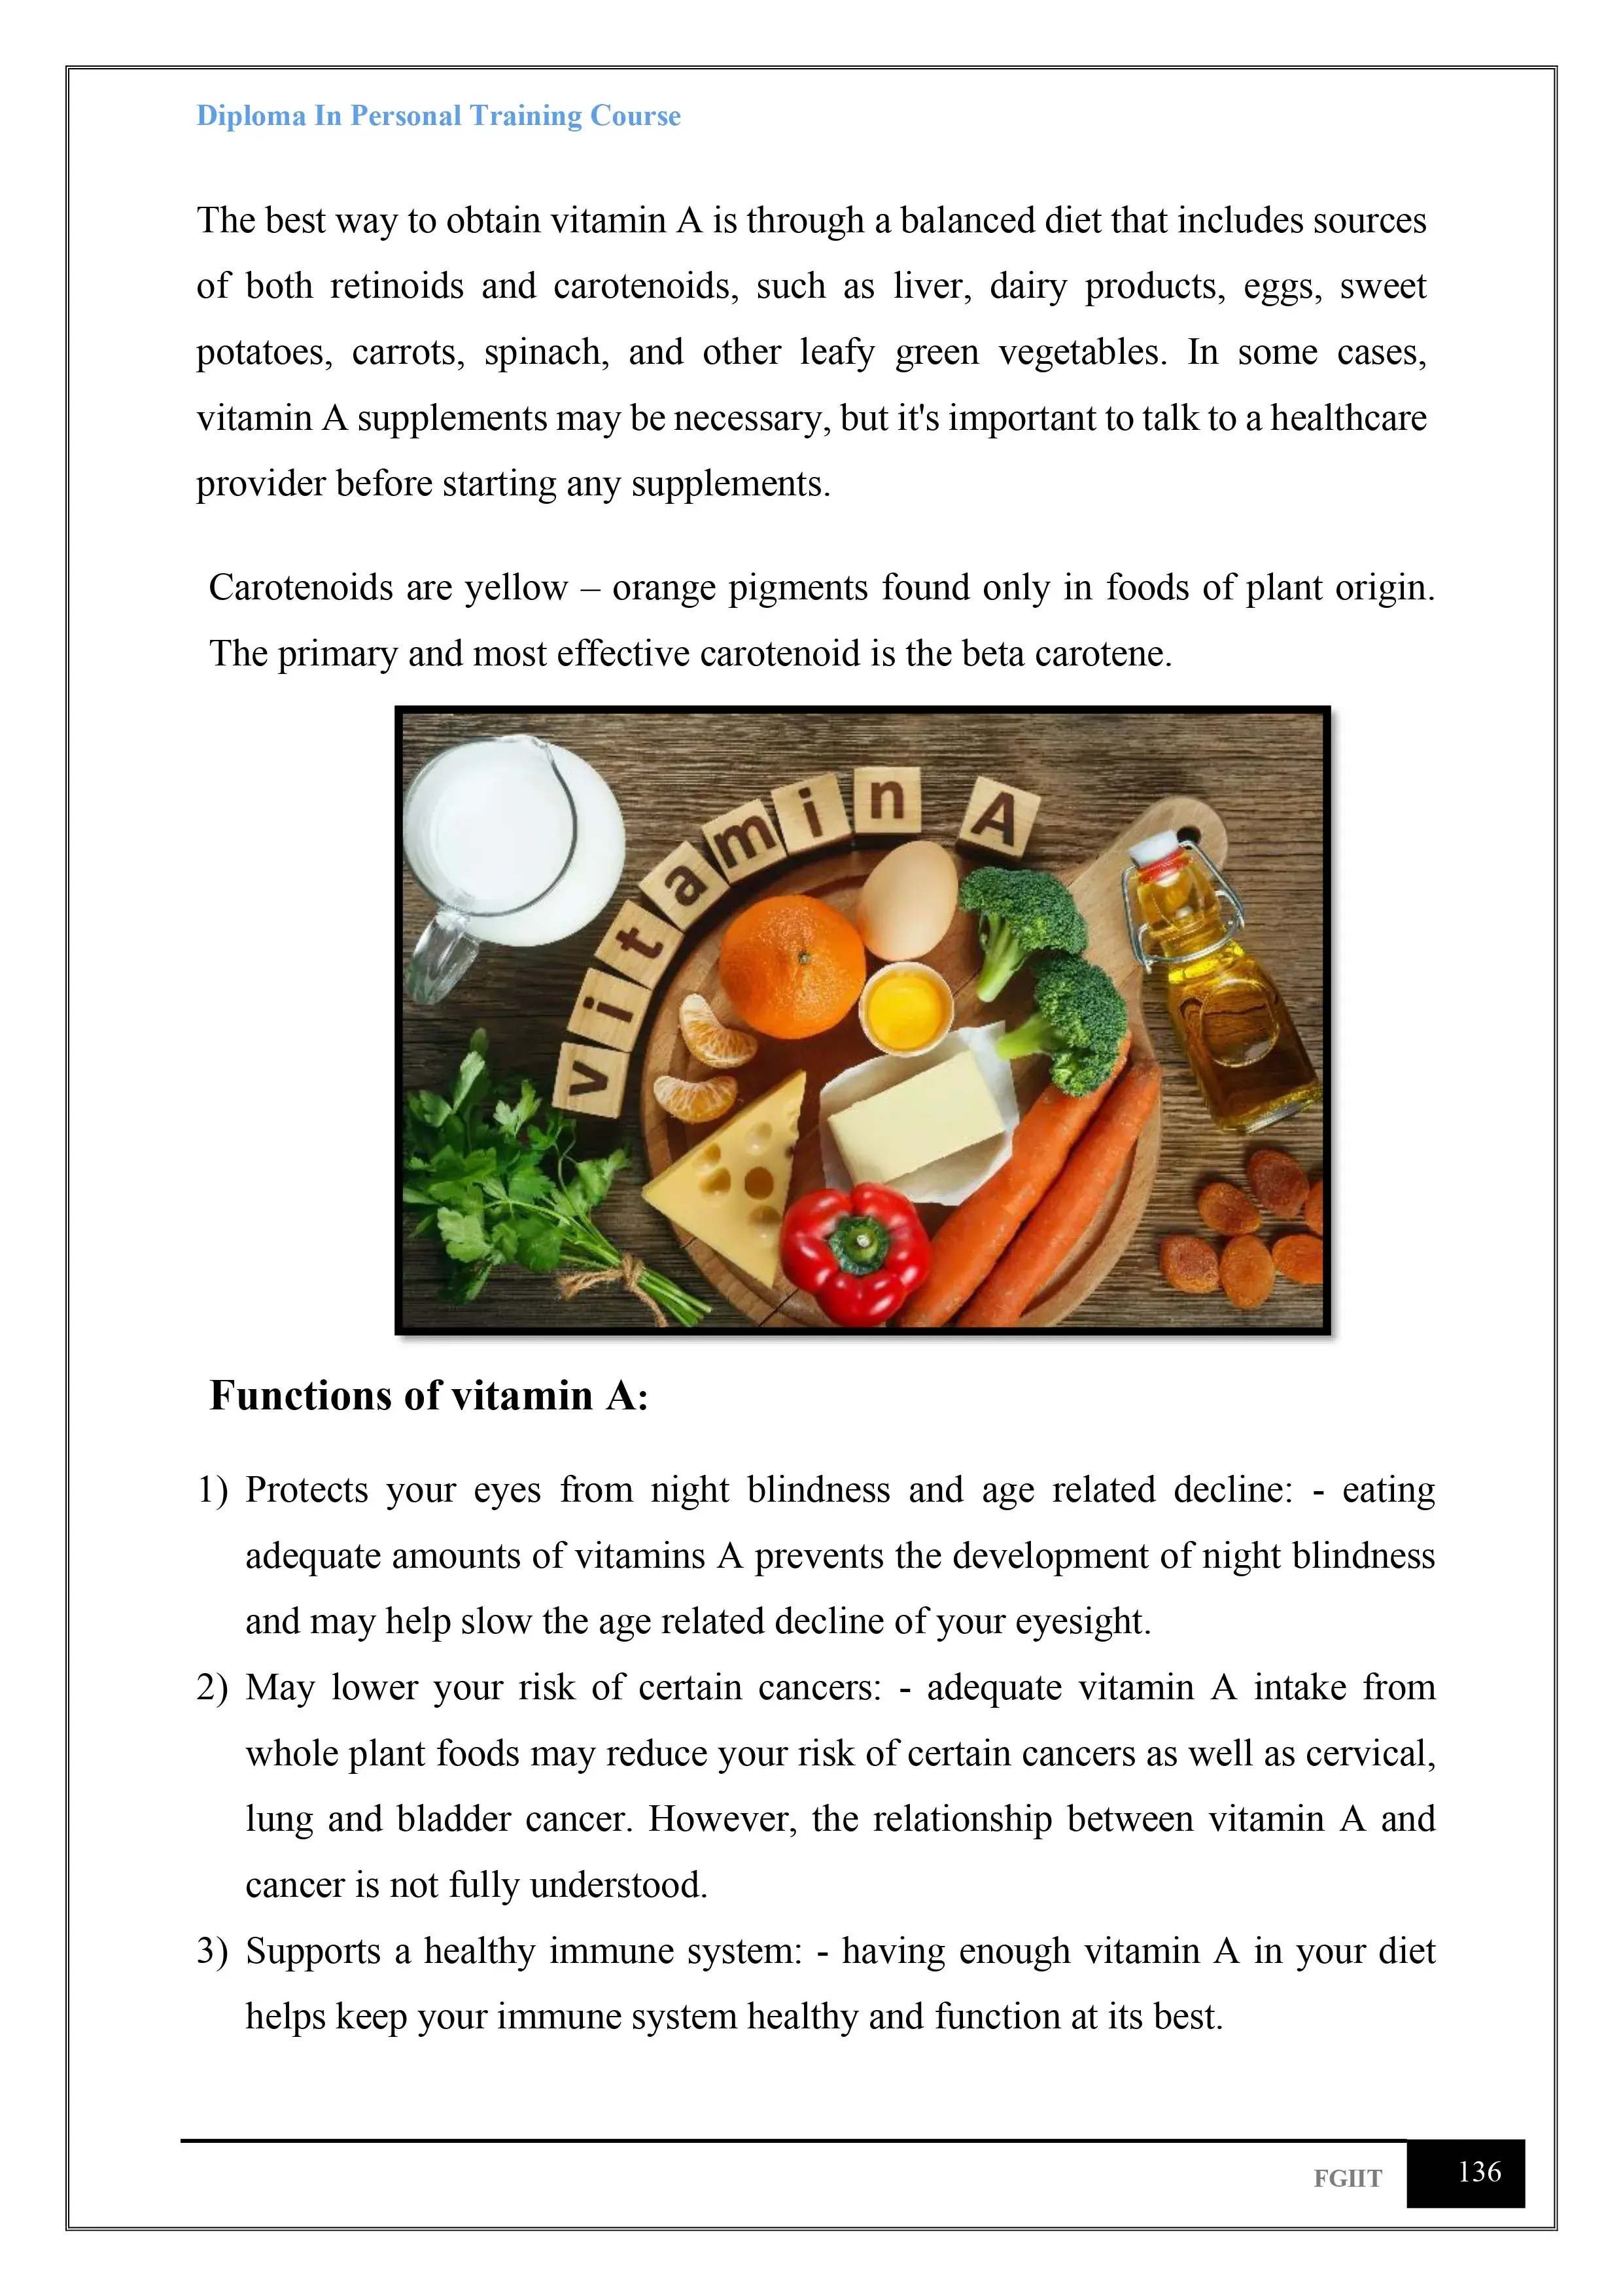 Diploma In Personal Training Course
The best way to obtain vitamin A is through a balanced diet that includes sources
of both retinoids and carotenoids, such as liver, dairy products, eggs, sweet
potatoes, carrots, spinach, and other leafy green vegetables. In some cases,
vitamin A supplements may be necessary, but it's important to talk to a healthcare
provider before starting any supplements.
Carotenoids are yellow – orange pigments found only in foods of plant origin.
The primary and most effective carotenoid is the beta carotene.
vitamin A
Functions of vitamin A:
1) Protects your eyes from night blindness and age related decline: - eating
adequate amounts of vitamins A prevents the development of night blindness
and may help slow the age related decline of your eyesight.
2) May lower your risk of certain cancers: - adequate vitamin A intake from
whole plant foods may reduce your risk of certain cancers as well as cervical,
lung and bladder cancer. However, the relationship between vitamin A and
cancer is not fully understood.
3) Supports a healthy immune system: - having enough vitamin A in your diet
helps keep your immune system healthy and function at its best.
FGIIT 136